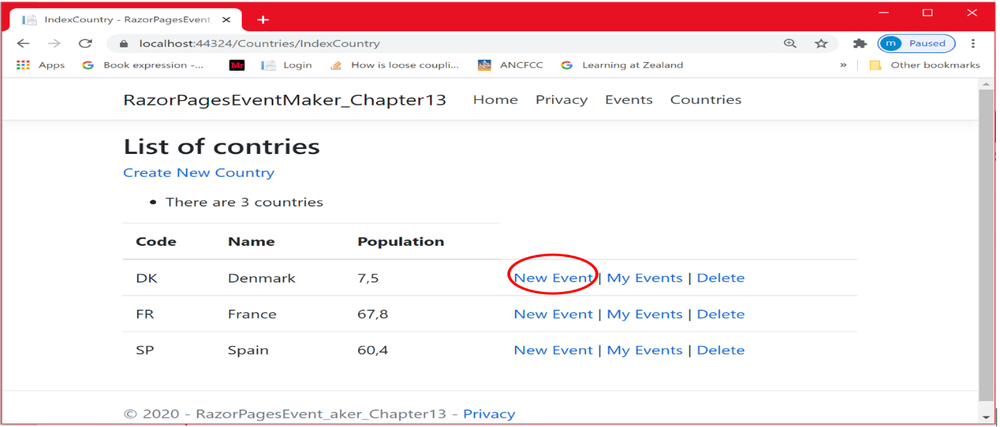 IndexCountry - RazorPagesEvent
localhost:44324/Countries/IndexCountry
m Paused
Apps Book expression -... Mr Login How is loose coupli... ANCFCC Learning at Zealand » Other bookmarks
RazorPagesEventMaker_Chapter13 Home Privacy Events Countries
List of contries
Create New Country
• There are 3 countries
Code Name Population
DK Denmark 7,5 New Event | My Events | Delete
FR France 67,8 New Event | My Events | Delete
SP Spain 60,4 New Event | My Events | Delete
© 2020 - RazorPagesEvent_aker_Chapter13 - Privacy